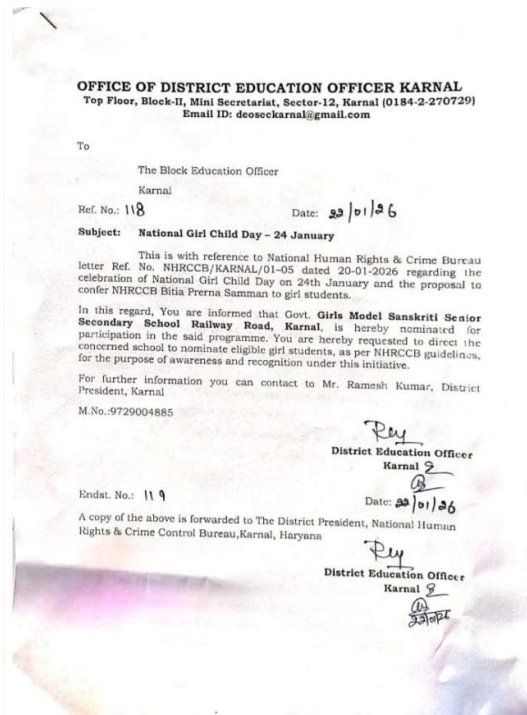 OFFICE OF DISTRICT EDUCATION OFFICER KARNAL
Top Floor, Block-II, Mini Secretariat, Sector-12, Karnal (0184-2-270729)
Email ID: deoseckarnal@gmail.com
To
The Block Education Officer
Karnal
Ref. No.: 118 Date: 22/01/26
Subject: National Girl Child Day – 24 January
This is with reference to National Human Rights & Crime Bureau
letter Ref. No. NHRCCB/KARNAL/01-05 dated 20-01-2026 regarding the
celebration of National Girl Child Day on 24th January and the proposal to
confer NHRCCB Bitia Prerna Samman to girl students.
In this regard, You are informed that Govt. Girls Model Sanskriti Senior
Secondary School Railway Road, Karnal, is hereby nominated for
participation in the said programme. You are hereby requested to direct the
concerned school to nominate eligible girl students, as per NHRCCB guidelines,
for the purpose of awareness and recognition under this initiative.
For further information you can contact to Mr. Ramesh Kumar, District
President, Karnal
M.No.:9729004885
District Education Officer
Karnal
Endst. No.: 119 Date: 22/01/26
A copy of the above is forwarded to The District President, National Human
Rights & Crime Control Bureau,Karnal, Haryana
District Education Officer
Karnal
22/01/26